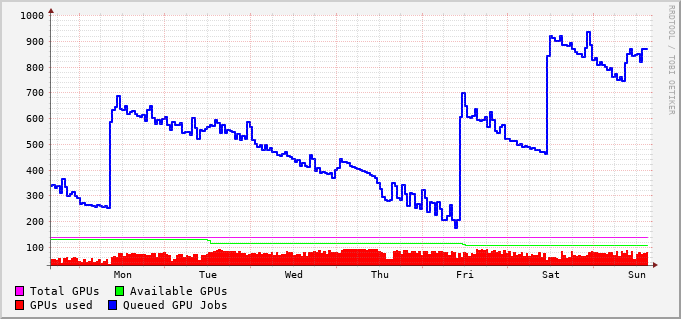 1000
900
800
700
600
500
400
300
200
100
Mon Tue Wed Thu Fri Sat Sun
Total GPUs Available GPUs
GPUs used Queued GPU Jobs
RRDTOOL / TOBI OETIKER